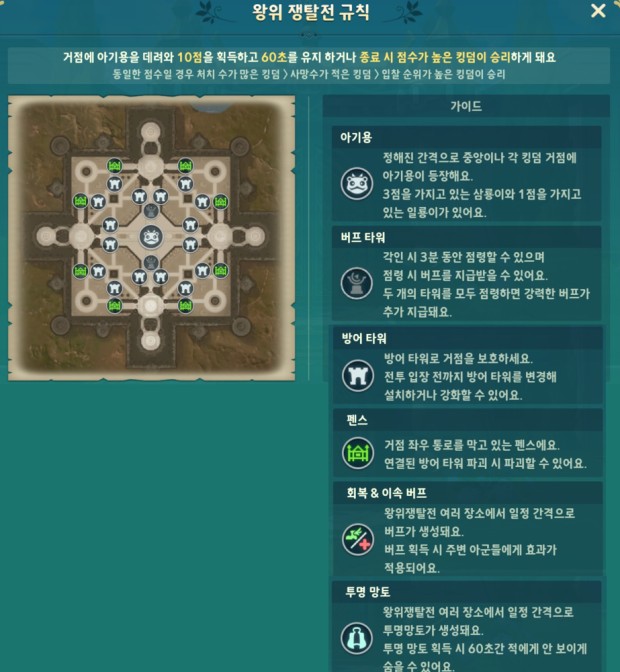 왕위 쟁탈전 규칙
거점에 아기용을 데려와 10점을 획득하고 60초를 유지 하거나 종료 시 점수가 높은 킹덤이 승리하게 돼요
동일한 점수일 경우 처치 수가 많은 킹덤 > 사망수가 적은 킹덤 > 입찰 순위가 높은 킹덤이 승리
가이드
아기용
정해진 간격으로 중앙이나 각 킹덤 거점에
아기용이 등장해요.
3점을 가지고 있는 삼룡이와 1점을 가지고
있는 일룡이가 있어요.
버프 타워
각인 시 3분 동안 점령할 수 있으며
점령 시 버프를 지급받을 수 있어요.
두 개의 타워를 모두 점령하면 강력한 버프가
추가 지급돼요.
방어 타워
방어 타워로 거점을 보호하세요.
전투 입장 전까지 방어 타워를 변경해
설치하거나 강화할 수 있어요.
펜스
거점 좌우 통로를 막고 있는 펜스에요.
연결된 방어 타워 파괴 시 파괴할 수 있어요.
회복 & 이속 버프
왕위쟁탈전 여러 장소에서 일정 간격으로
버프가 생성돼요.
버프 획득 시 주변 아군들에게 효과가
적용되어요.
투명 망토
왕위쟁탈전 여러 장소에서 일정 간격으로
투명망토가 생성돼요.
투명 망토 획득 시 60초간 적에게 안 보이게
숨을 수 있어요.